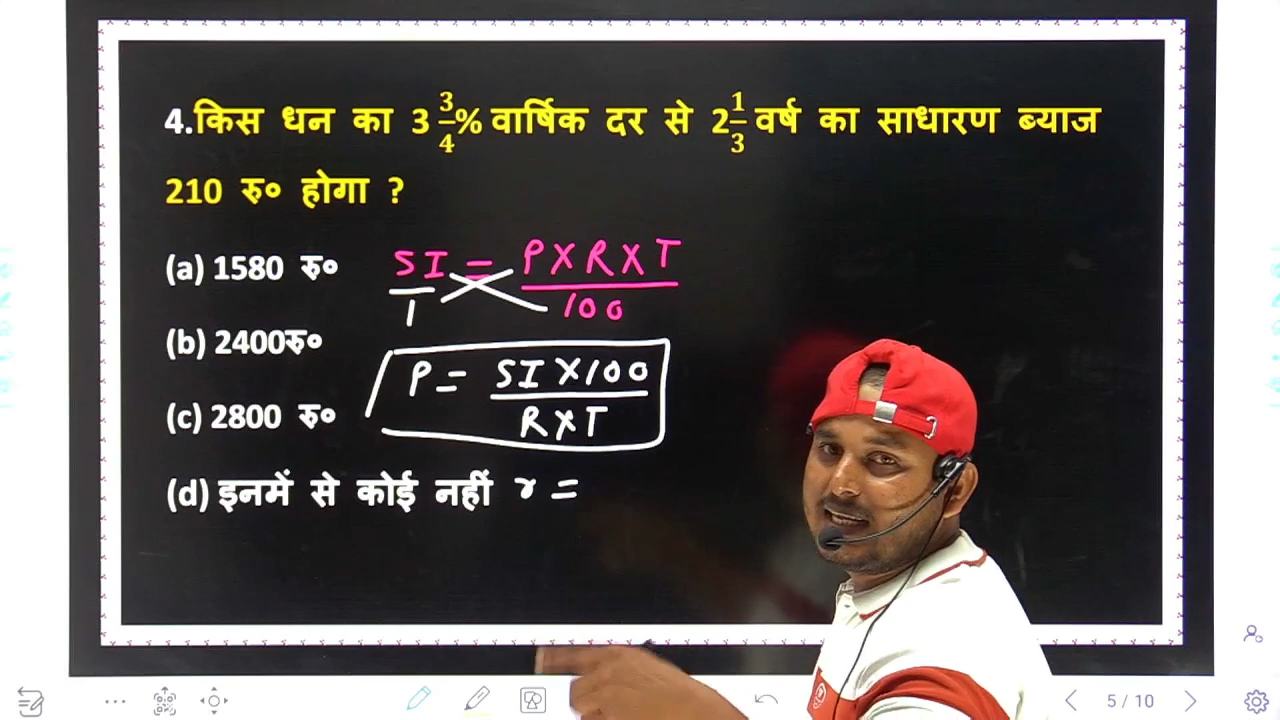 4.किस धन का 3 3/4% वार्षिक दर से 2 1/3 वर्ष का साधारण ब्याज
210 रु० होगा ?
(a) 1580 रु०
SI/1 = P×R×T/100
(b) 2400रु०
P = SI×100/R×T
(c) 2800 रु०
(d) इनमें से कोई नहीं r =
5 / 10